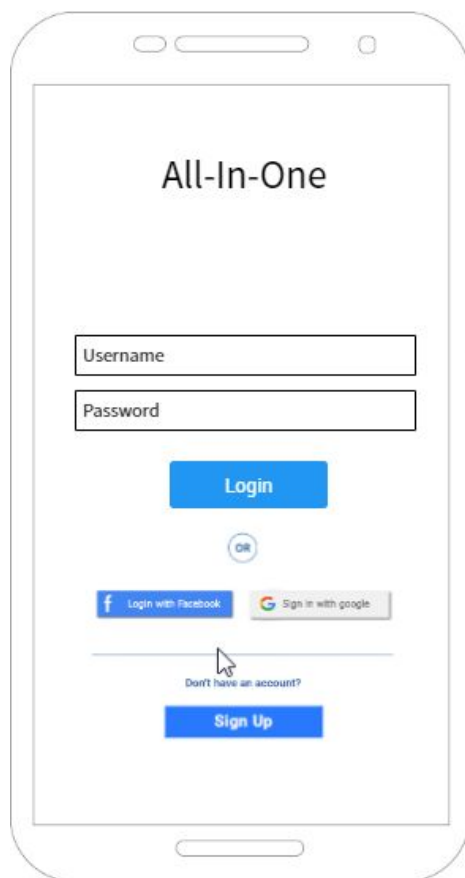 All-In-One
Username
Password
Login
OR
f Login with Facebook
G Sign in with google
Don't have an account?
Sign Up